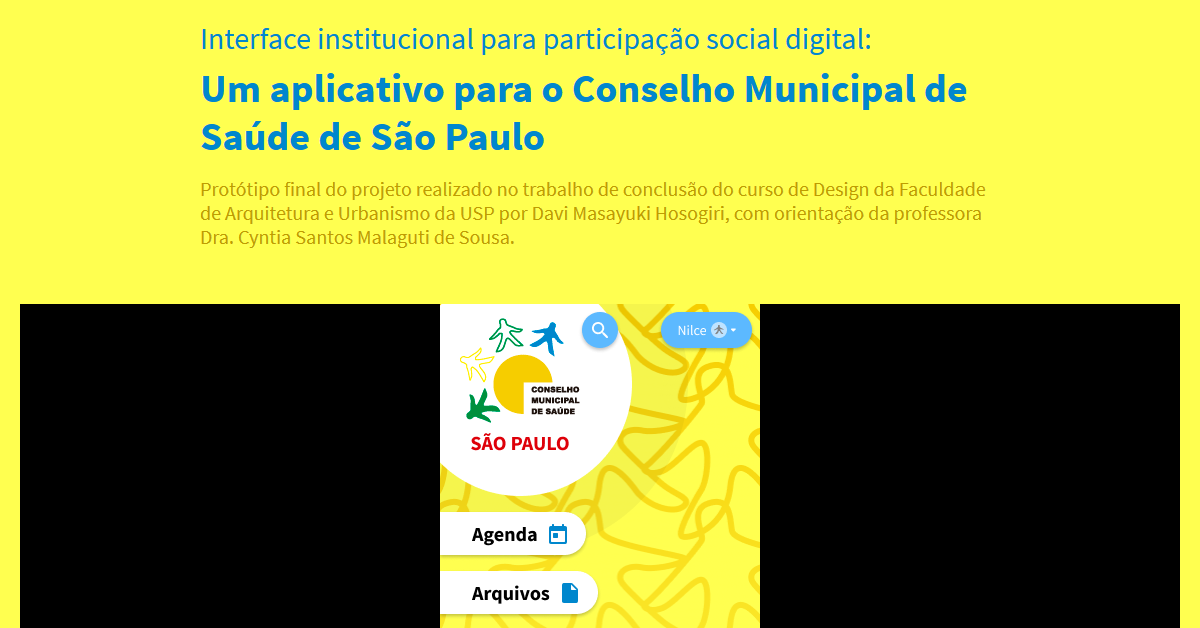 Interface institucional para participação social digital:
Um aplicativo para o Conselho Municipal de
Saúde de São Paulo
Protótipo final do projeto realizado no trabalho de conclusão do curso de Design da Faculdade
de Arquitetura e Urbanismo da USP por Davi Masayuki Hosogiri, com orientação da professora
Dra. Cyntia Santos Malaguti de Sousa.
Nilce
CONSELHO
MUNICIPAL
DE SAÚDE
SÃO PAULO
Agenda
Arquivos